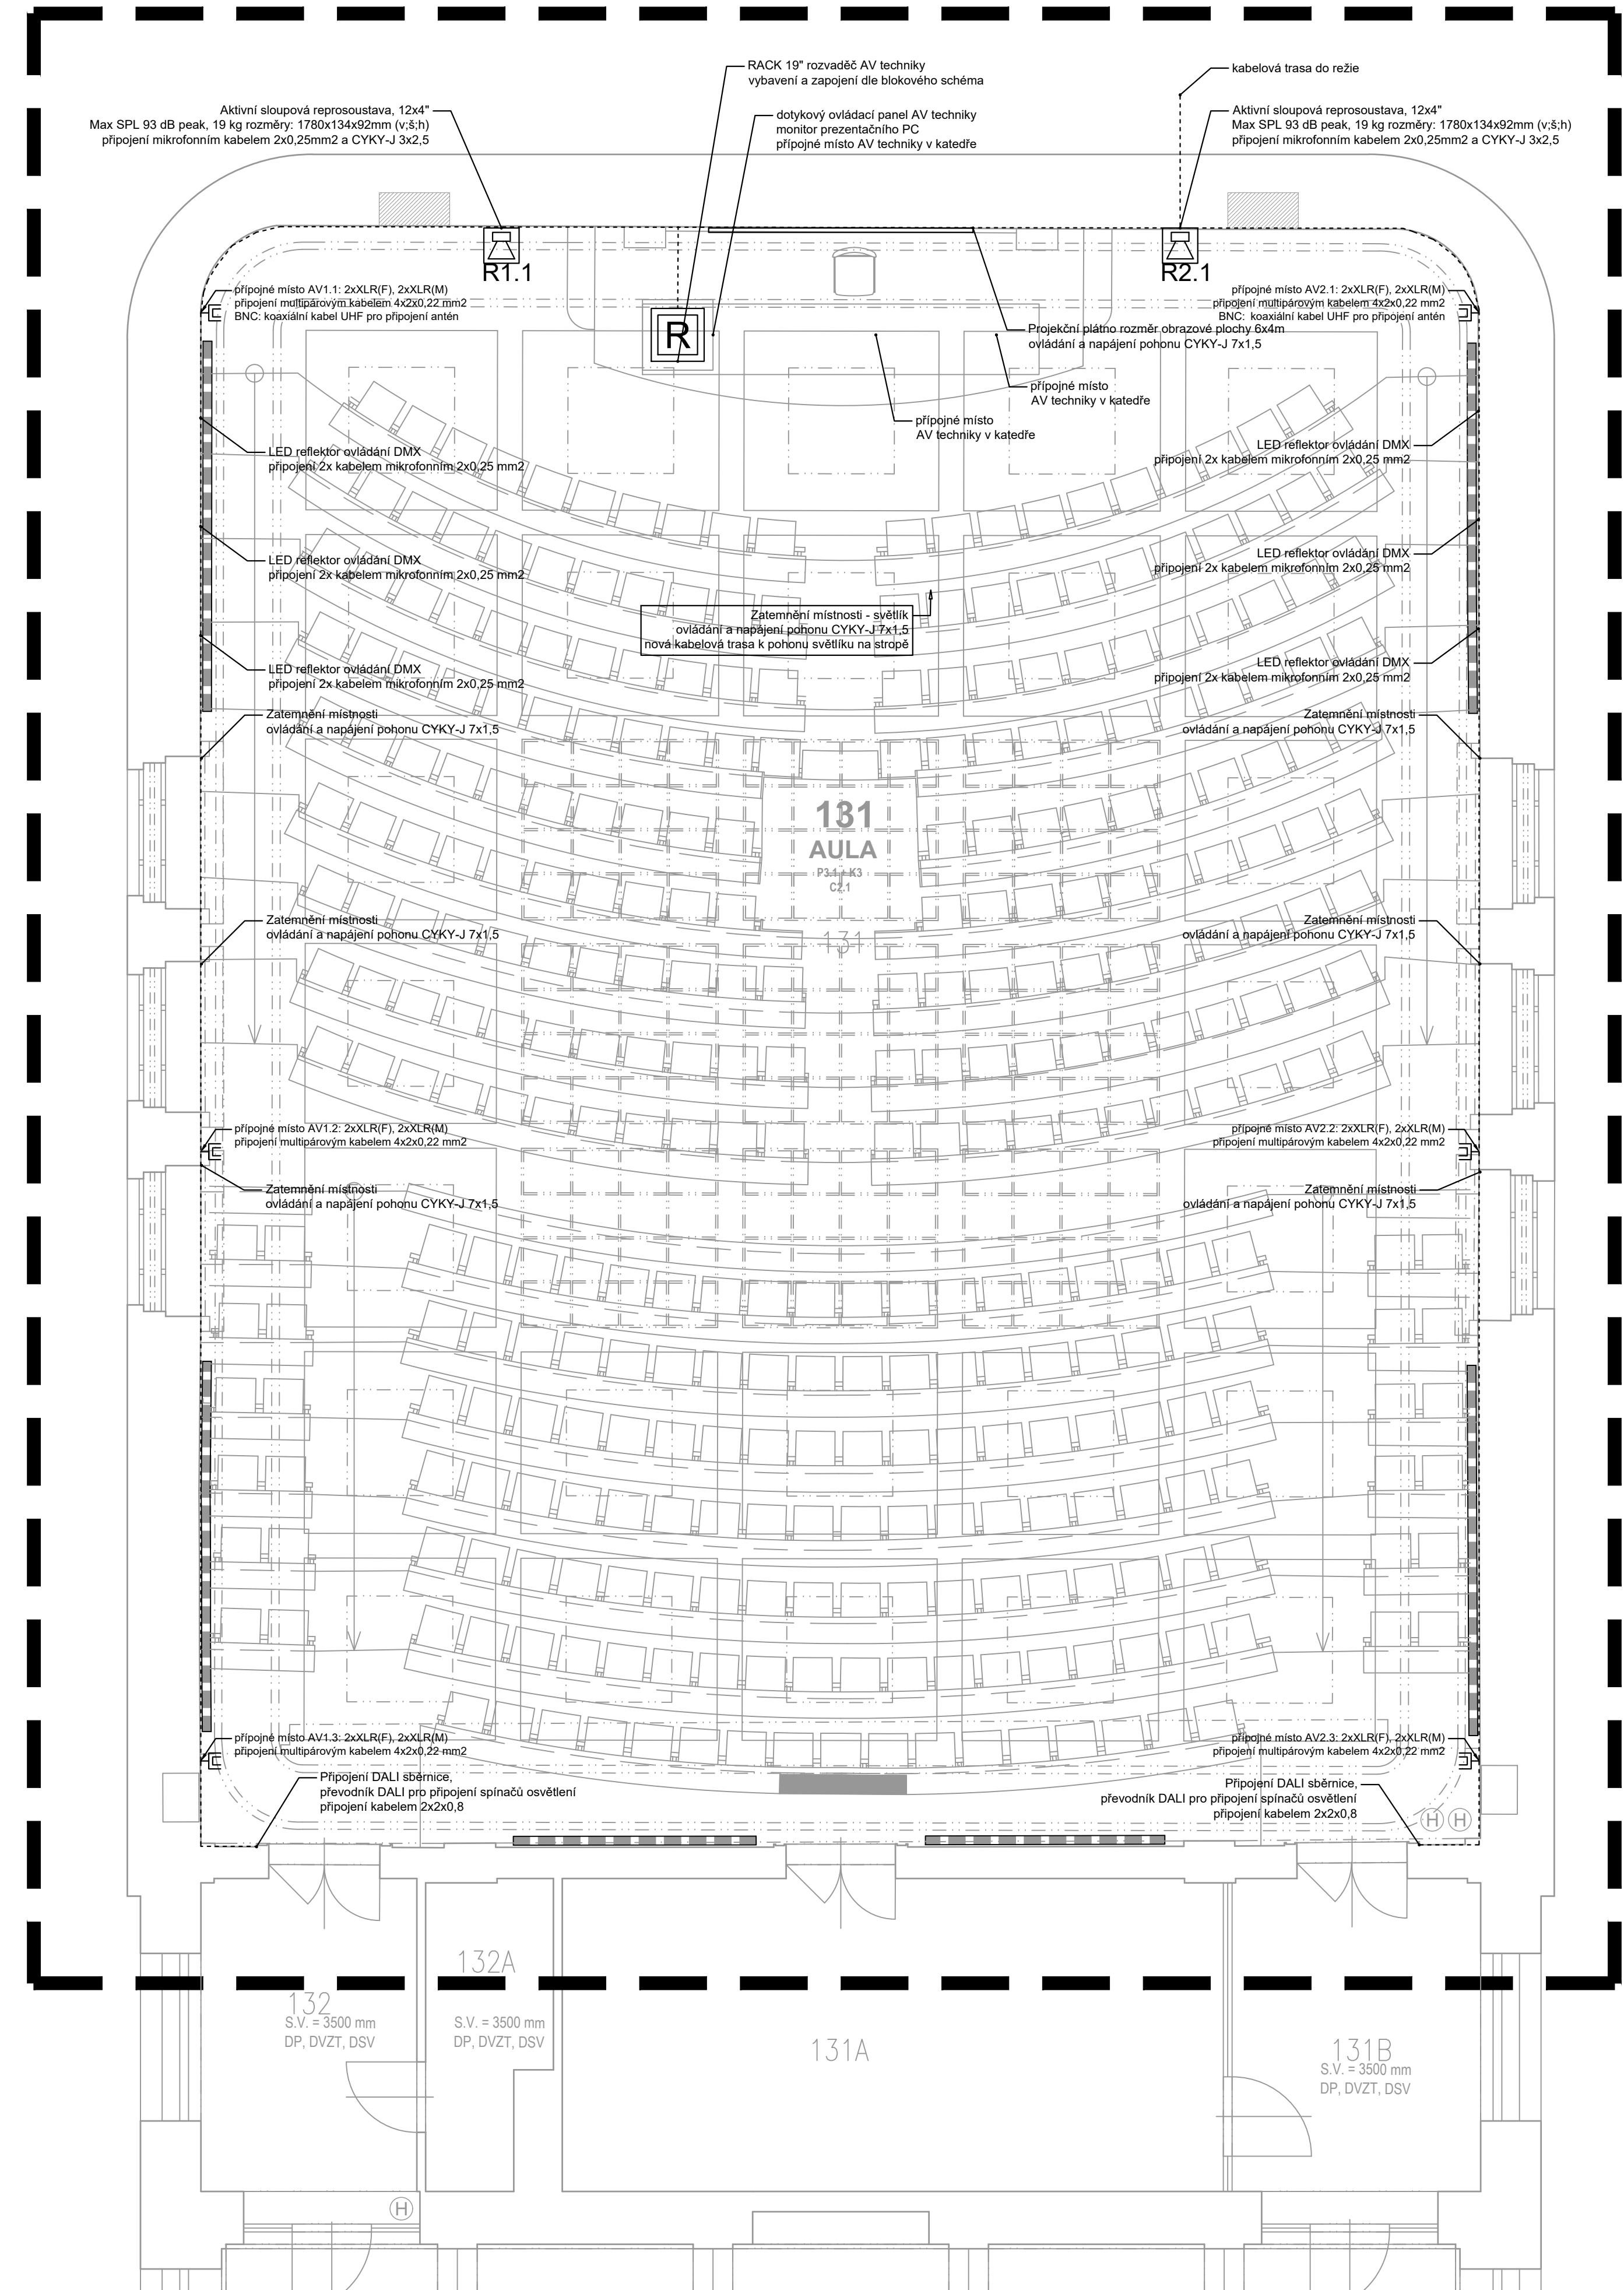 RACK 19" rozvaděč AV techniky
vybavení a zapojení dle blokového schéma
kabelová trasa do režie
Aktivní sloupová reprosoustava, 12x4"
Max SPL 93 dB peak, 19 kg rozměry: 1780x134x92mm (v;š;h)
připojení mikrofonním kabelem 2x0,25mm2 a CYKY-J 3x2,5
dotykový ovládací panel AV techniky
monitor prezentačního PC
přípojné místo AV techniky v katedře
Aktivní sloupová reprosoustava, 12x4"
Max SPL 93 dB peak, 19 kg rozměry: 1780x134x92mm (v;š;h)
připojení mikrofonním kabelem 2x0,25mm2 a CYKY-J 3x2,5
R1.1
R2.1
přípojné místo AV1.1: 2xXLR(F), 2xXLR(M)
připojení multipárovým kabelem 4x2x0,22 mm2
BNC: koaxiální kabel UHF pro připojení antén
přípojné místo AV2.1: 2xXLR(F), 2xXLR(M)
připojení multipárovým kabelem 4x2x0,22 mm2
BNC: koaxiální kabel UHF pro připojení antén
R
Projekční plátno rozměr obrazové plochy 6x4m
ovládání a napájení pohonu CYKY-J 7x1,5
přípojné místo
AV techniky v katedře
přípojné místo
AV techniky v katedře
LED reflektor ovládání DMX
připojení 2x kabelem mikrofonním 2x0,25 mm2
LED reflektor ovládání DMX
připojení 2x kabelem mikrofonním 2x0,25 mm2
LED reflektor ovládání DMX
připojení 2x kabelem mikrofonním 2x0,25 mm2
LED reflektor ovládání DMX
připojení 2x kabelem mikrofonním 2x0,25 mm2
Zatemnění místnosti - světlík
ovládání a napájení pohonu CYKY-J 7x1,5
nová kabelová trasa k pohonu světlíku na stropě
LED reflektor ovládání DMX
připojení 2x kabelem mikrofonním 2x0,25 mm2
LED reflektor ovládání DMX
připojení 2x kabelem mikrofonním 2x0,25 mm2
Zatemnění místnosti
ovládání a napájení pohonu CYKY-J 7x1,5
Zatemnění místnosti
ovládání a napájení pohonu CYKY-J 7x1,5
131
AULA
P3.1 + K3
C2.1
131
Zatemnění místnosti
ovládání a napájení pohonu CYKY-J 7x1,5
Zatemnění místnosti
ovládání a napájení pohonu CYKY-J 7x1,5
přípojné místo AV1.2: 2xXLR(F), 2xXLR(M)
připojení multipárovým kabelem 4x2x0,22 mm2
přípojné místo AV2.2: 2xXLR(F), 2xXLR(M)
připojení multipárovým kabelem 4x2x0,22 mm2
Zatemnění místnosti
ovládání a napájení pohonu CYKY-J 7x1,5
Zatemnění místnosti
ovládání a napájení pohonu CYKY-J 7x1,5
přípojné místo AV1.3: 2xXLR(F), 2xXLR(M)
připojení multipárovým kabelem 4x2x0,22 mm2
přípojné místo AV2.3: 2xXLR(F), 2xXLR(M)
připojení multipárovým kabelem 4x2x0,22 mm2
Připojení DALI sběrnice,
převodník DALI pro připojení spínačů osvětlení
připojení kabelem 2x2x0,8
Připojení DALI sběrnice,
převodník DALI pro připojení spínačů osvětlení
připojení kabelem 2x2x0,8
H H
132A
S.V. = 3500 mm
DP, DVZT, DSV
132
S.V. = 3500 mm
DP, DVZT, DSV
131A
131B
S.V. = 3500 mm
DP, DVZT, DSV
H